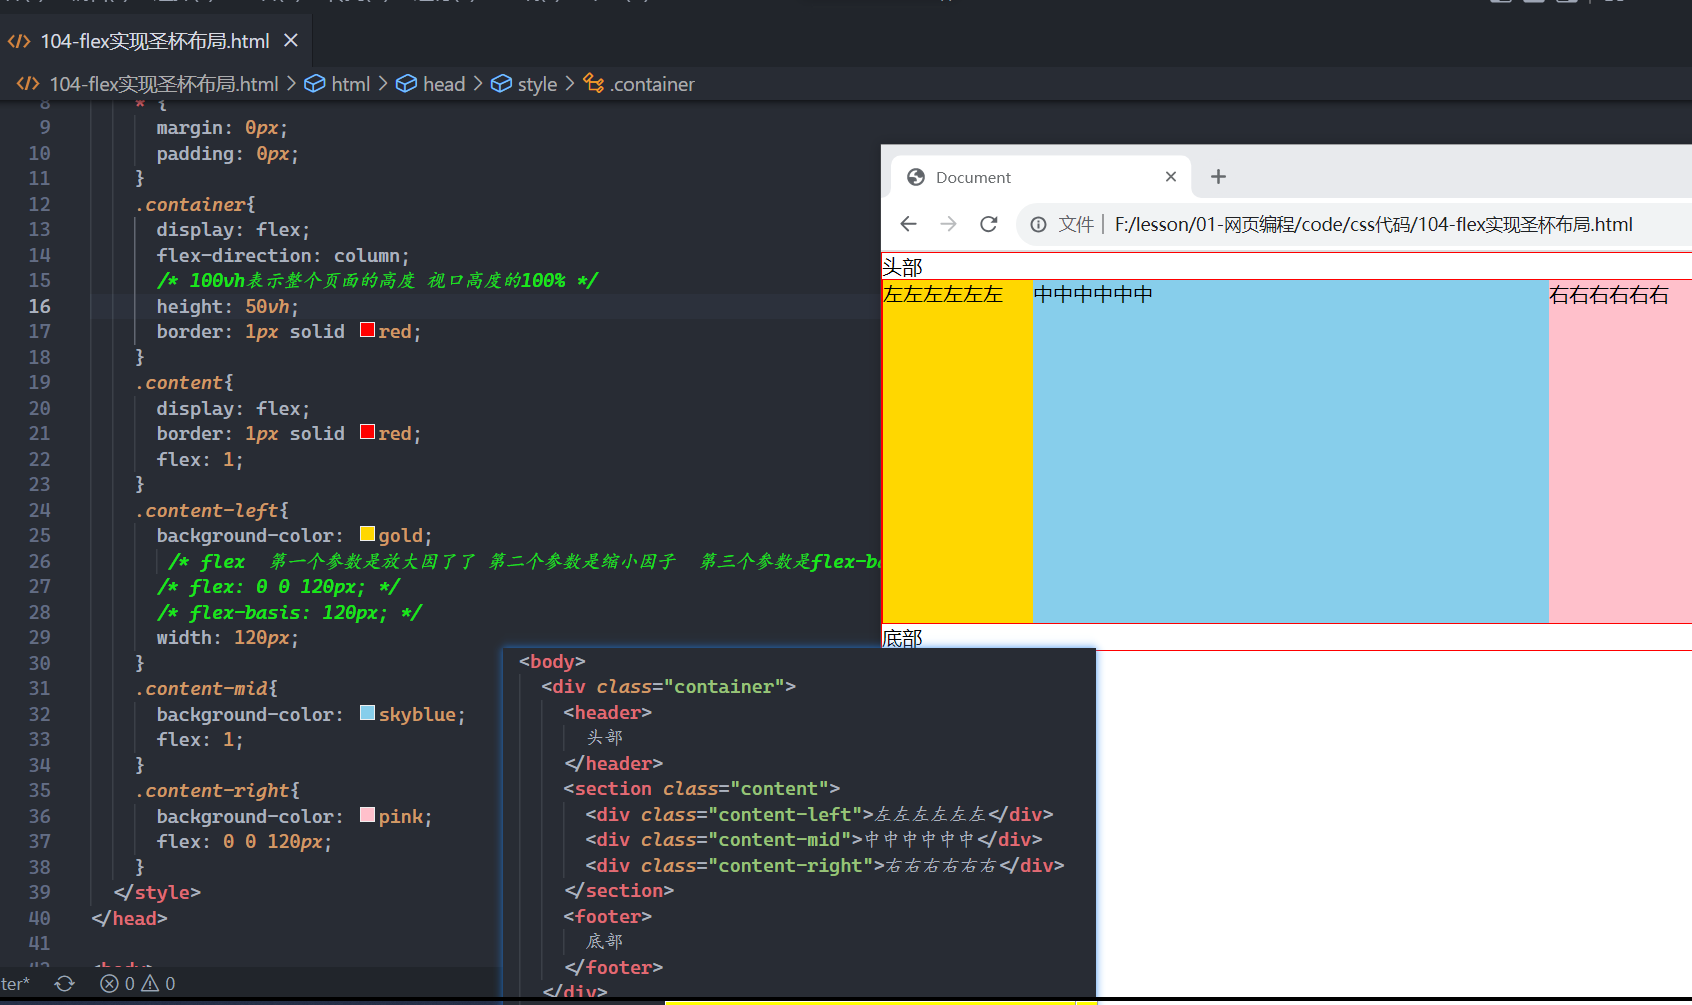 104-flex实现圣杯布局.html
104-flex实现圣杯布局.html > html > head > style > .container
8 * {
9 margin: 0px;
10 padding: 0px;
11 }
12 .container{
13 display: flex;
14 flex-direction: column;
15 /* 100vh表示整个页面的高度 视口高度的100% */
16 height: 50vh;
17 border: 1px solid red;
18 }
19 .content{
20 display: flex;
21 border: 1px solid red;
22 flex: 1;
23 }
24 .content-left{
25 background-color: gold;
26 /* flex 第一个参数是放大因了了 第二个参数是缩小因子 第三个参数是flex-ba
27 /* flex: 0 0 120px; */
28 /* flex-basis: 120px; */
29 width: 120px;
30 }
31 .content-mid{
32 background-color: skyblue;
33 flex: 1;
34 }
35 .content-right{
36 background-color: pink;
37 flex: 0 0 120px;
38 }
39 </style>
40 </head>
41
ter* 0 0
Document
文件 | F:/lesson/01-网页编程/code/css代码/104-flex实现圣杯布局.html
头部
左左左左左左 中中中中中中 右右右右右右
底部
<body>
<div class="container">
<header>
头部
</header>
<section class="content">
<div class="content-left">左左左左左左</div>
<div class="content-mid">中中中中中中</div>
<div class="content-right">右右右右右右</div>
</section>
<footer>
底部
</footer>
</div>